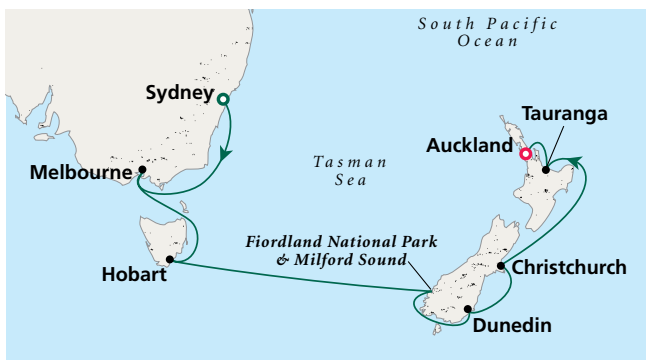 South Pacific
Ocean
Sydney
Tauranga
Auckland
Melbourne
Tasman
Sea
Fiordland National Park
& Milford Sound
Hobart
Christchurch
Dunedin